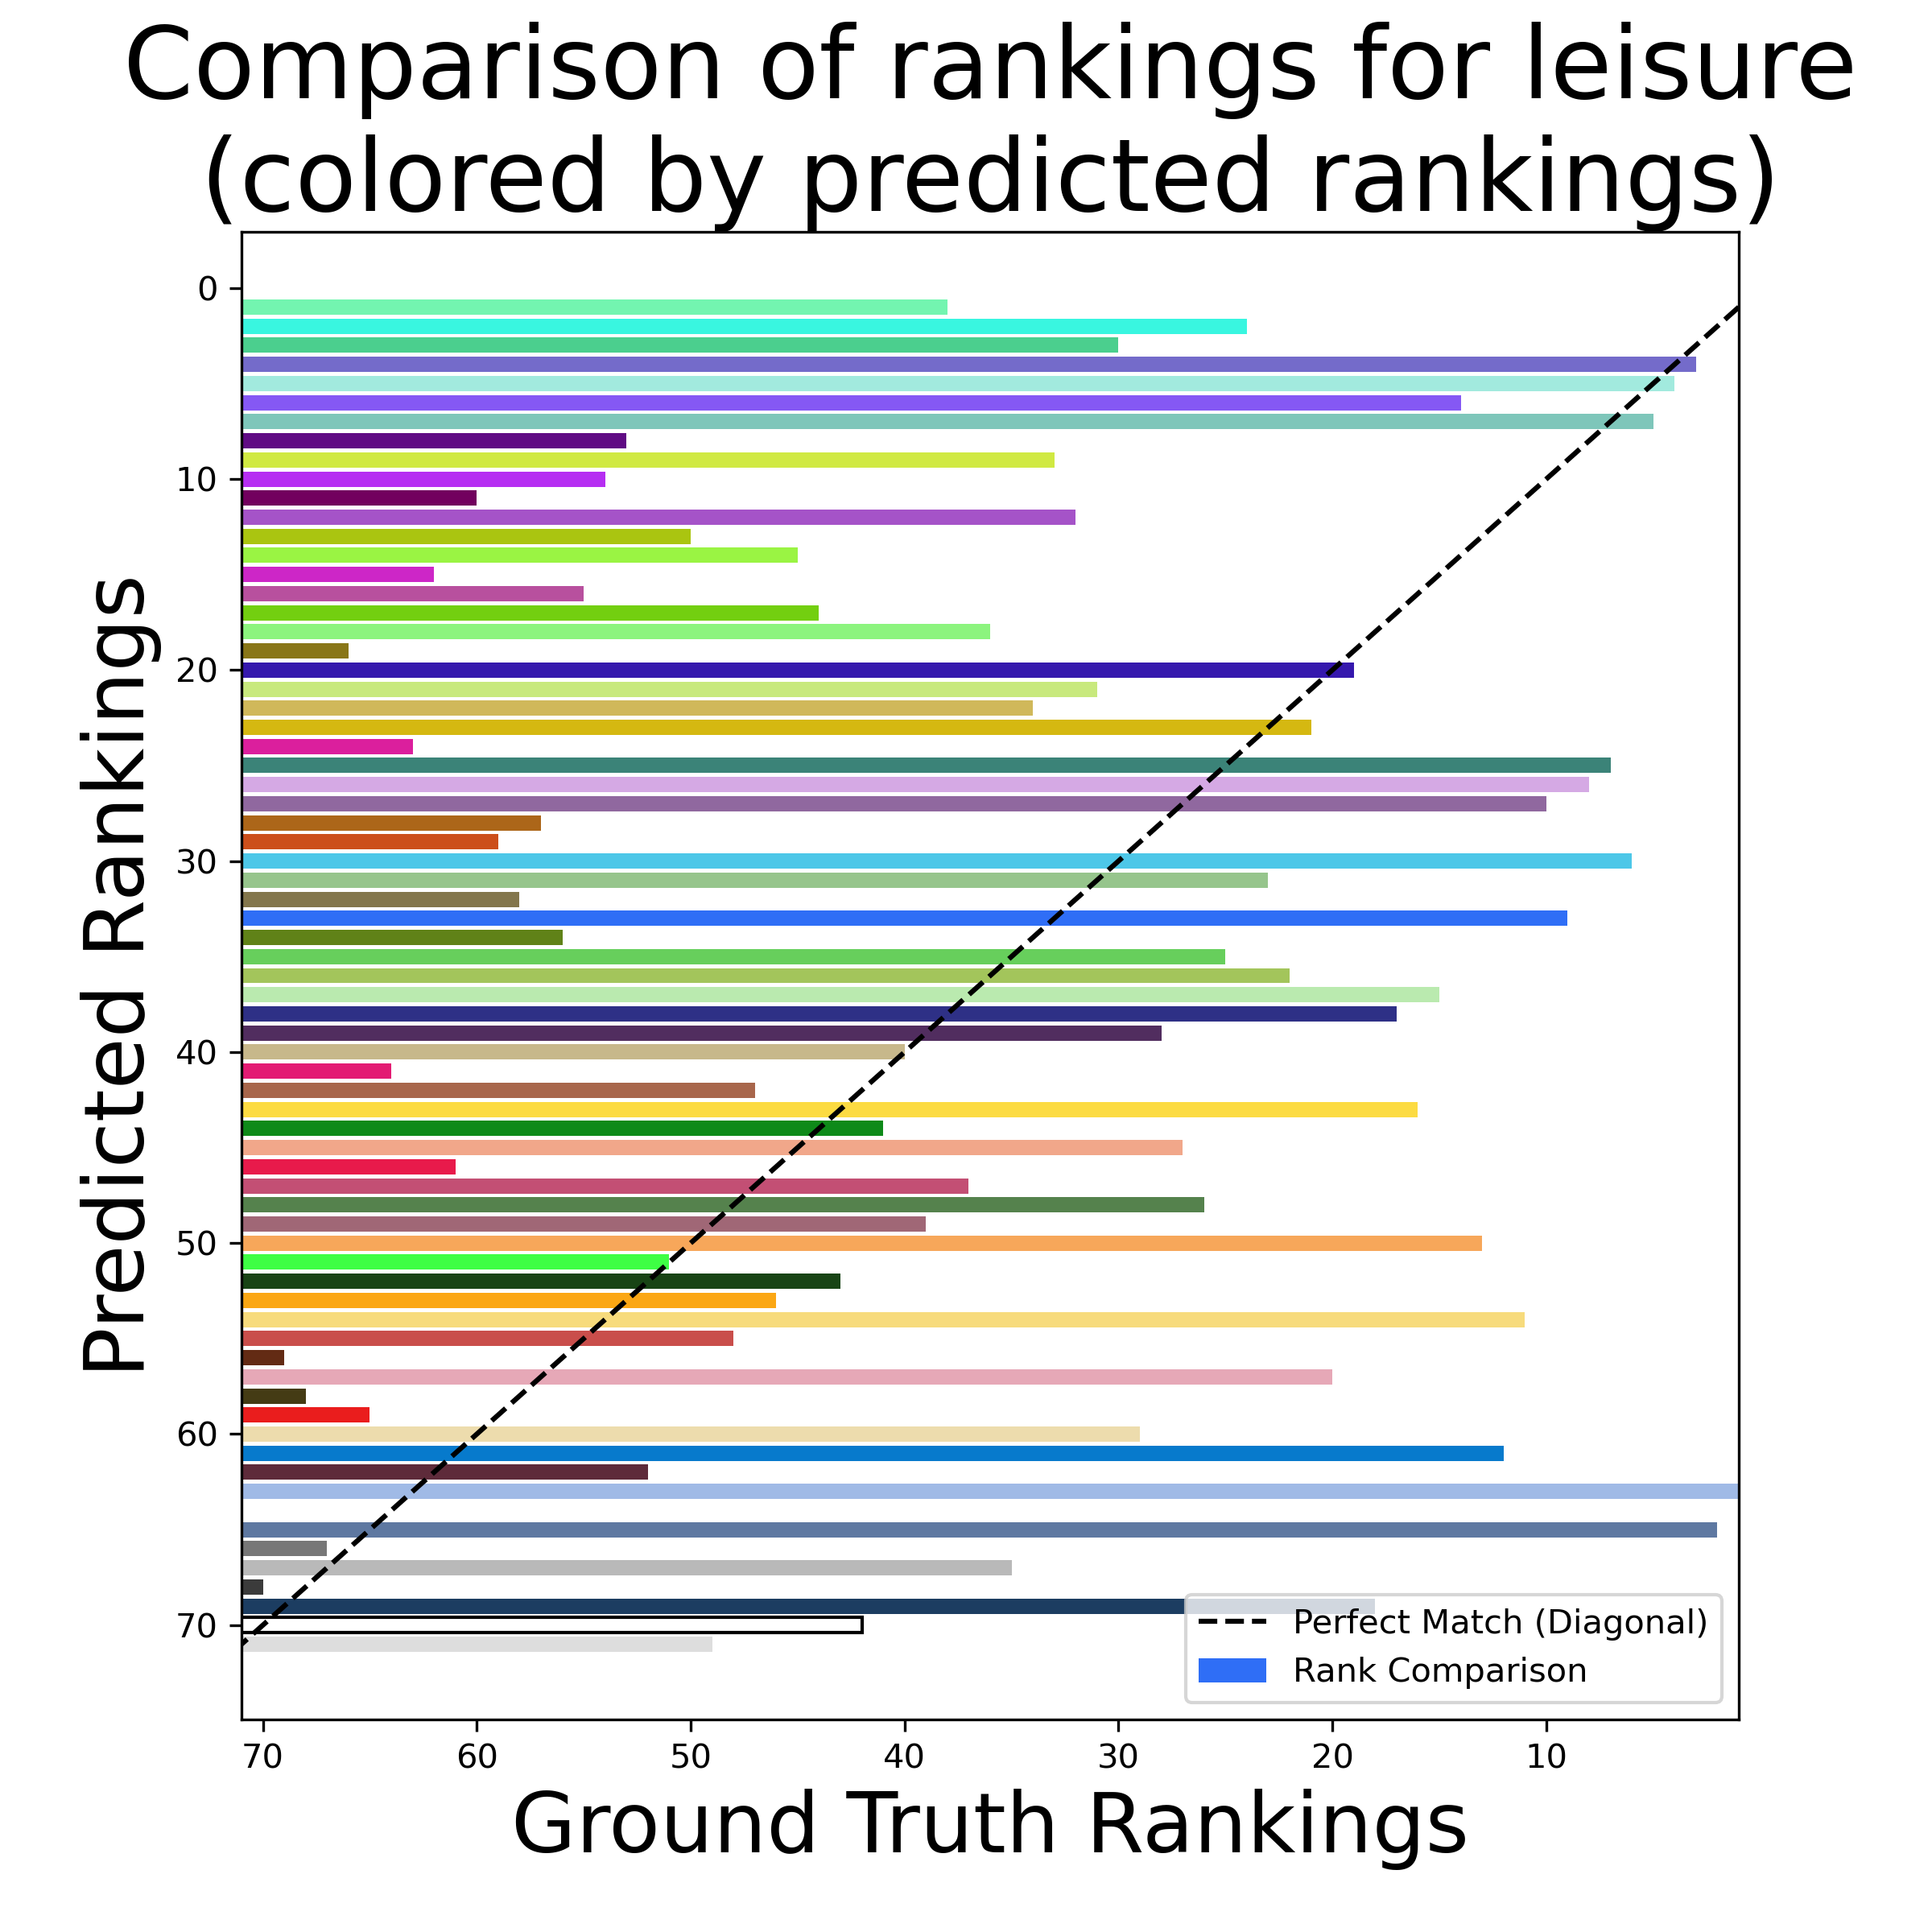 Comparison of rankings for leisure
(colored by predicted rankings)
Predicted Rankings
0
10
20
30
40
50
60
70
Perfect Match (Diagonal)
Rank Comparison
70 60 50 40 30 20 10
Ground Truth Rankings